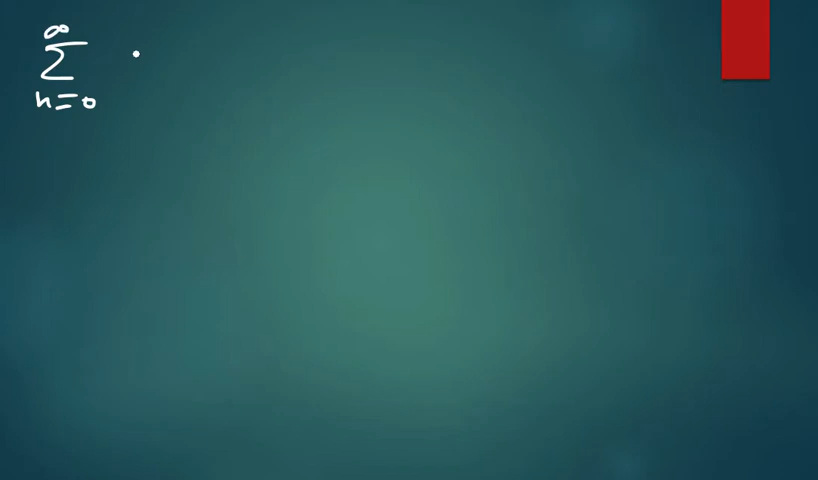 ∞
∑ .
n=0